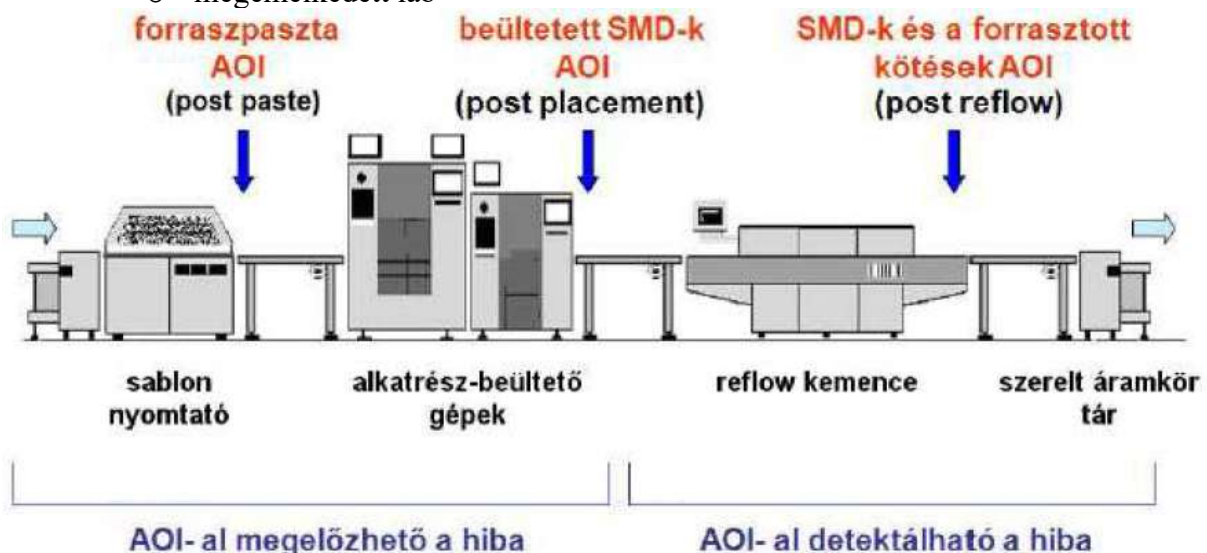 forraszpaszta
AOI
(post paste)
beültetett SMD-k
AOI
(post placement)
SMD-k és a forrasztott
kötések AOI
(post reflow)
sablon
nyomtató
alkatrész-beültető
gépek
reflow kemence
szerelt áramkör
tár
AOI- al megelőzhető a hiba
AOI- al detektálható a hiba